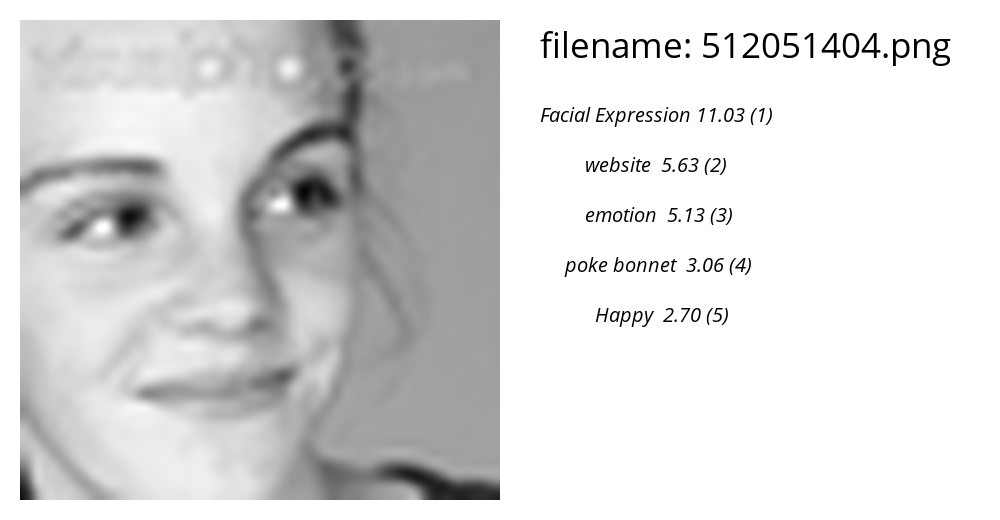 filename: 512051404.png
Facial Expression 11.03 (1)
website 5.63 (2)
emotion 5.13 (3)
poke bonnet 3.06 (4)
Happy 2.70 (5)